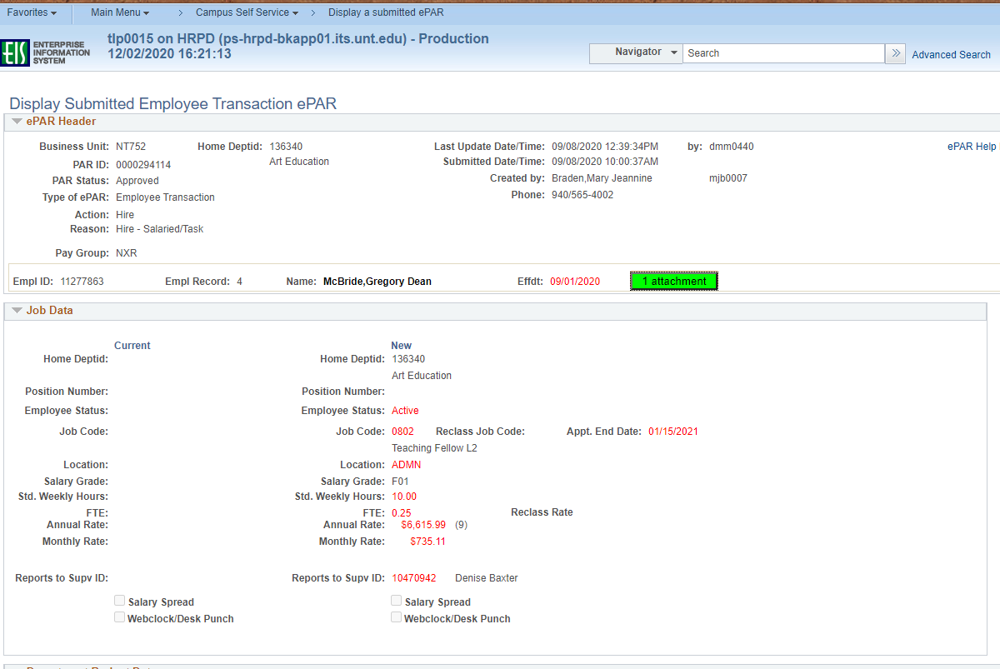 Favorites Main Menu > Campus Self Service > Display a submitted ePAR
EIS ENTERPRISE INFORMATION SYSTEM
tlp0015 on HRPD (ps-hrpd-bkapp01.its.unt.edu) - Production
12/02/2020 16:21:13
Navigator Search Advanced Search
Display Submitted Employee Transaction ePAR
ePAR Header
Business Unit: NT752 Home Deptid: 136340 Last Update Date/Time: 09/08/2020 12:39:34PM by: dmm0440 ePAR Help
PAR ID: 0000294114 Art Education Submitted Date/Time: 09/08/2020 10:00:37AM
PAR Status: Approved Created by: Braden,Mary Jeannine mjb0007
Type of ePAR: Employee Transaction Phone: 940/565-4002
Action: Hire
Reason: Hire - Salaried/Task
Pay Group: NXR
Empl ID: 11277863 Empl Record: 4 Name: McBride,Gregory Dean Effdt: 09/01/2020 1 attachment
Job Data
Current New
Home Deptid: Home Deptid: 136340
Art Education
Position Number: Position Number:
Employee Status: Employee Status: Active
Job Code: Job Code: 0802 Reclass Job Code: Appt. End Date: 01/15/2021
Teaching Fellow L2
Location: Location: ADMN
Salary Grade: Salary Grade: F01
Std. Weekly Hours: Std. Weekly Hours: 10.00
FTE: FTE: 0.25 Reclass Rate
Annual Rate: Annual Rate: $6,615.99 (9)
Monthly Rate: Monthly Rate: $735.11
Reports to Supv ID: Reports to Supv ID: 10470942 Denise Baxter
Salary Spread Salary Spread
Webclock/Desk Punch Webclock/Desk Punch